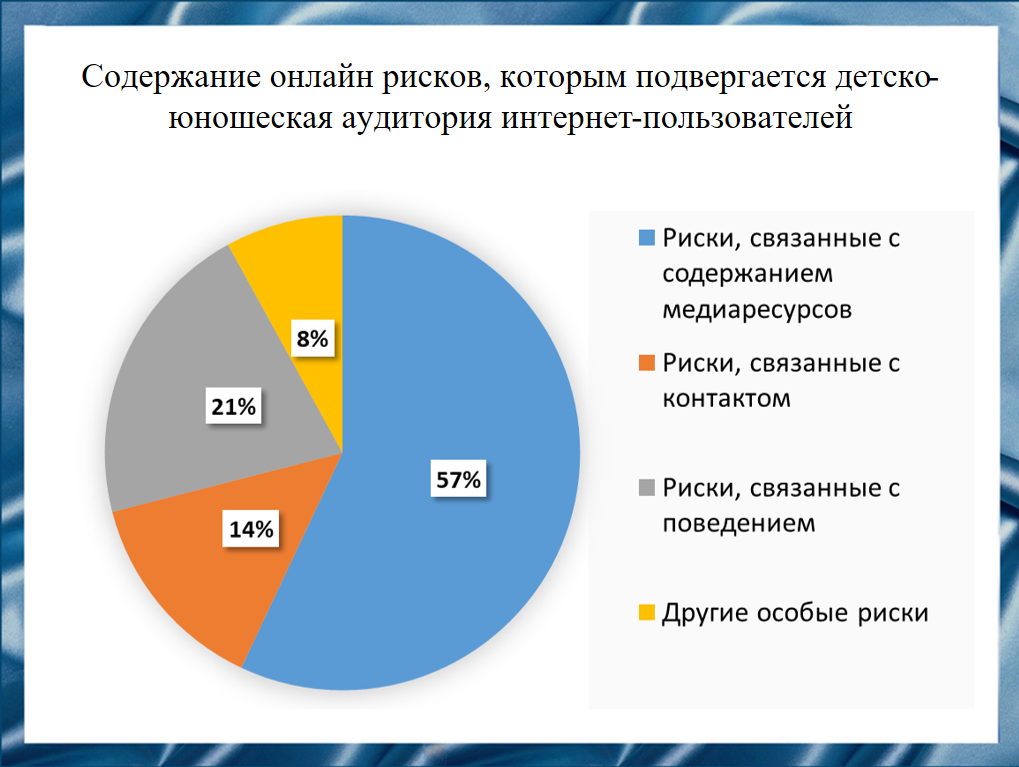 Содержание онлайн рисков, которым подвергается детско-
юношеская аудитория интернет-пользователей
8%
21%
57%
14%
Риски, связанные с
содержанием
медиаресурсов
Риски, связанные с
контактом
Риски, связанные с
поведением
Другие особые риски